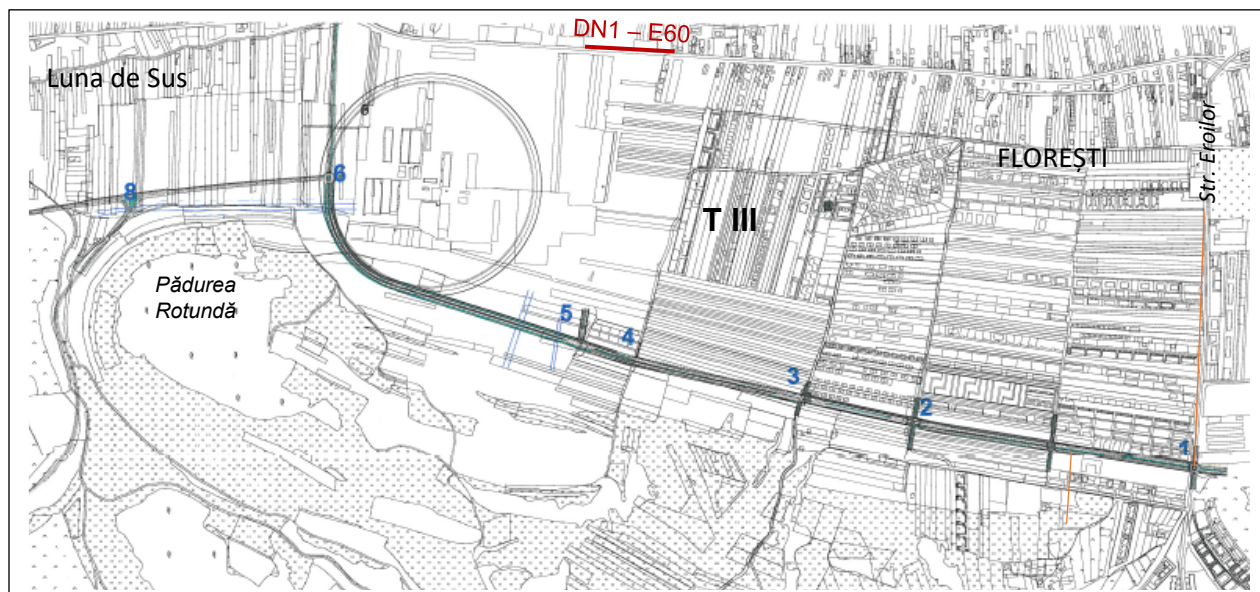 DN1 – E60
Luna de Sus
Str. Eroilor
FLOREȘTI
6
8
T III
Pădurea
Rotundă
5
4
3
2
1